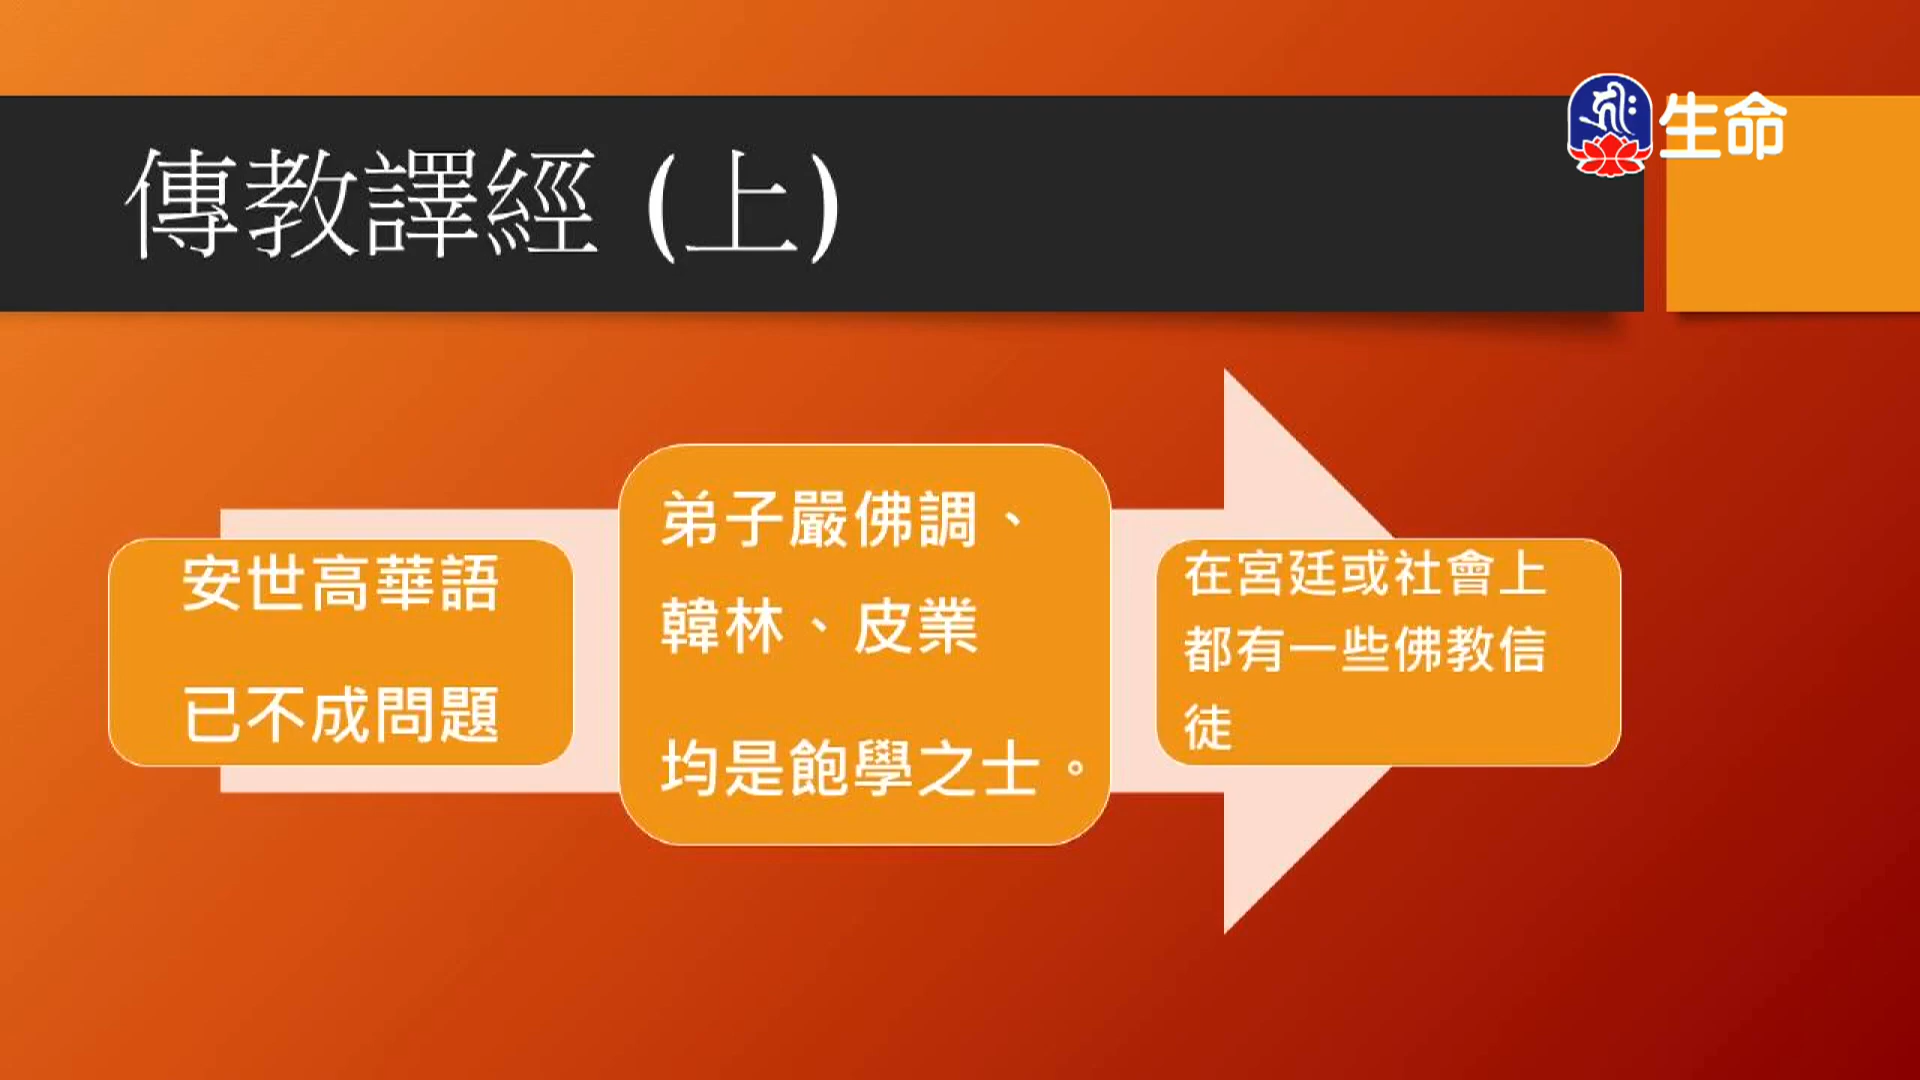 生命
傳教譯經 (上)
安世高華語
已不成問題
弟子嚴佛調、
韓林、皮業
均是飽學之士。
在宮廷或社會上
都有一些佛教信
徒